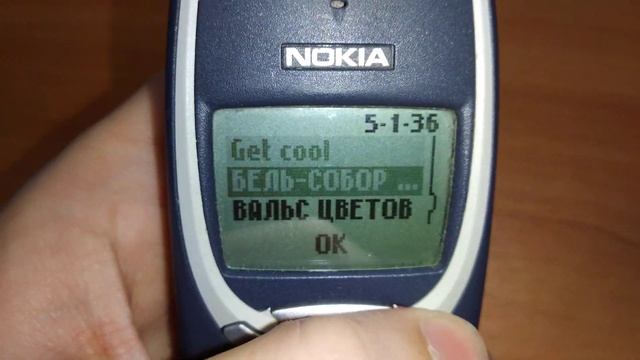 NOKIA
5-1-36
Get cool
БЕЛЬ-СОБОР ...
ВАЛЬС ЦВЕТОВ
OK